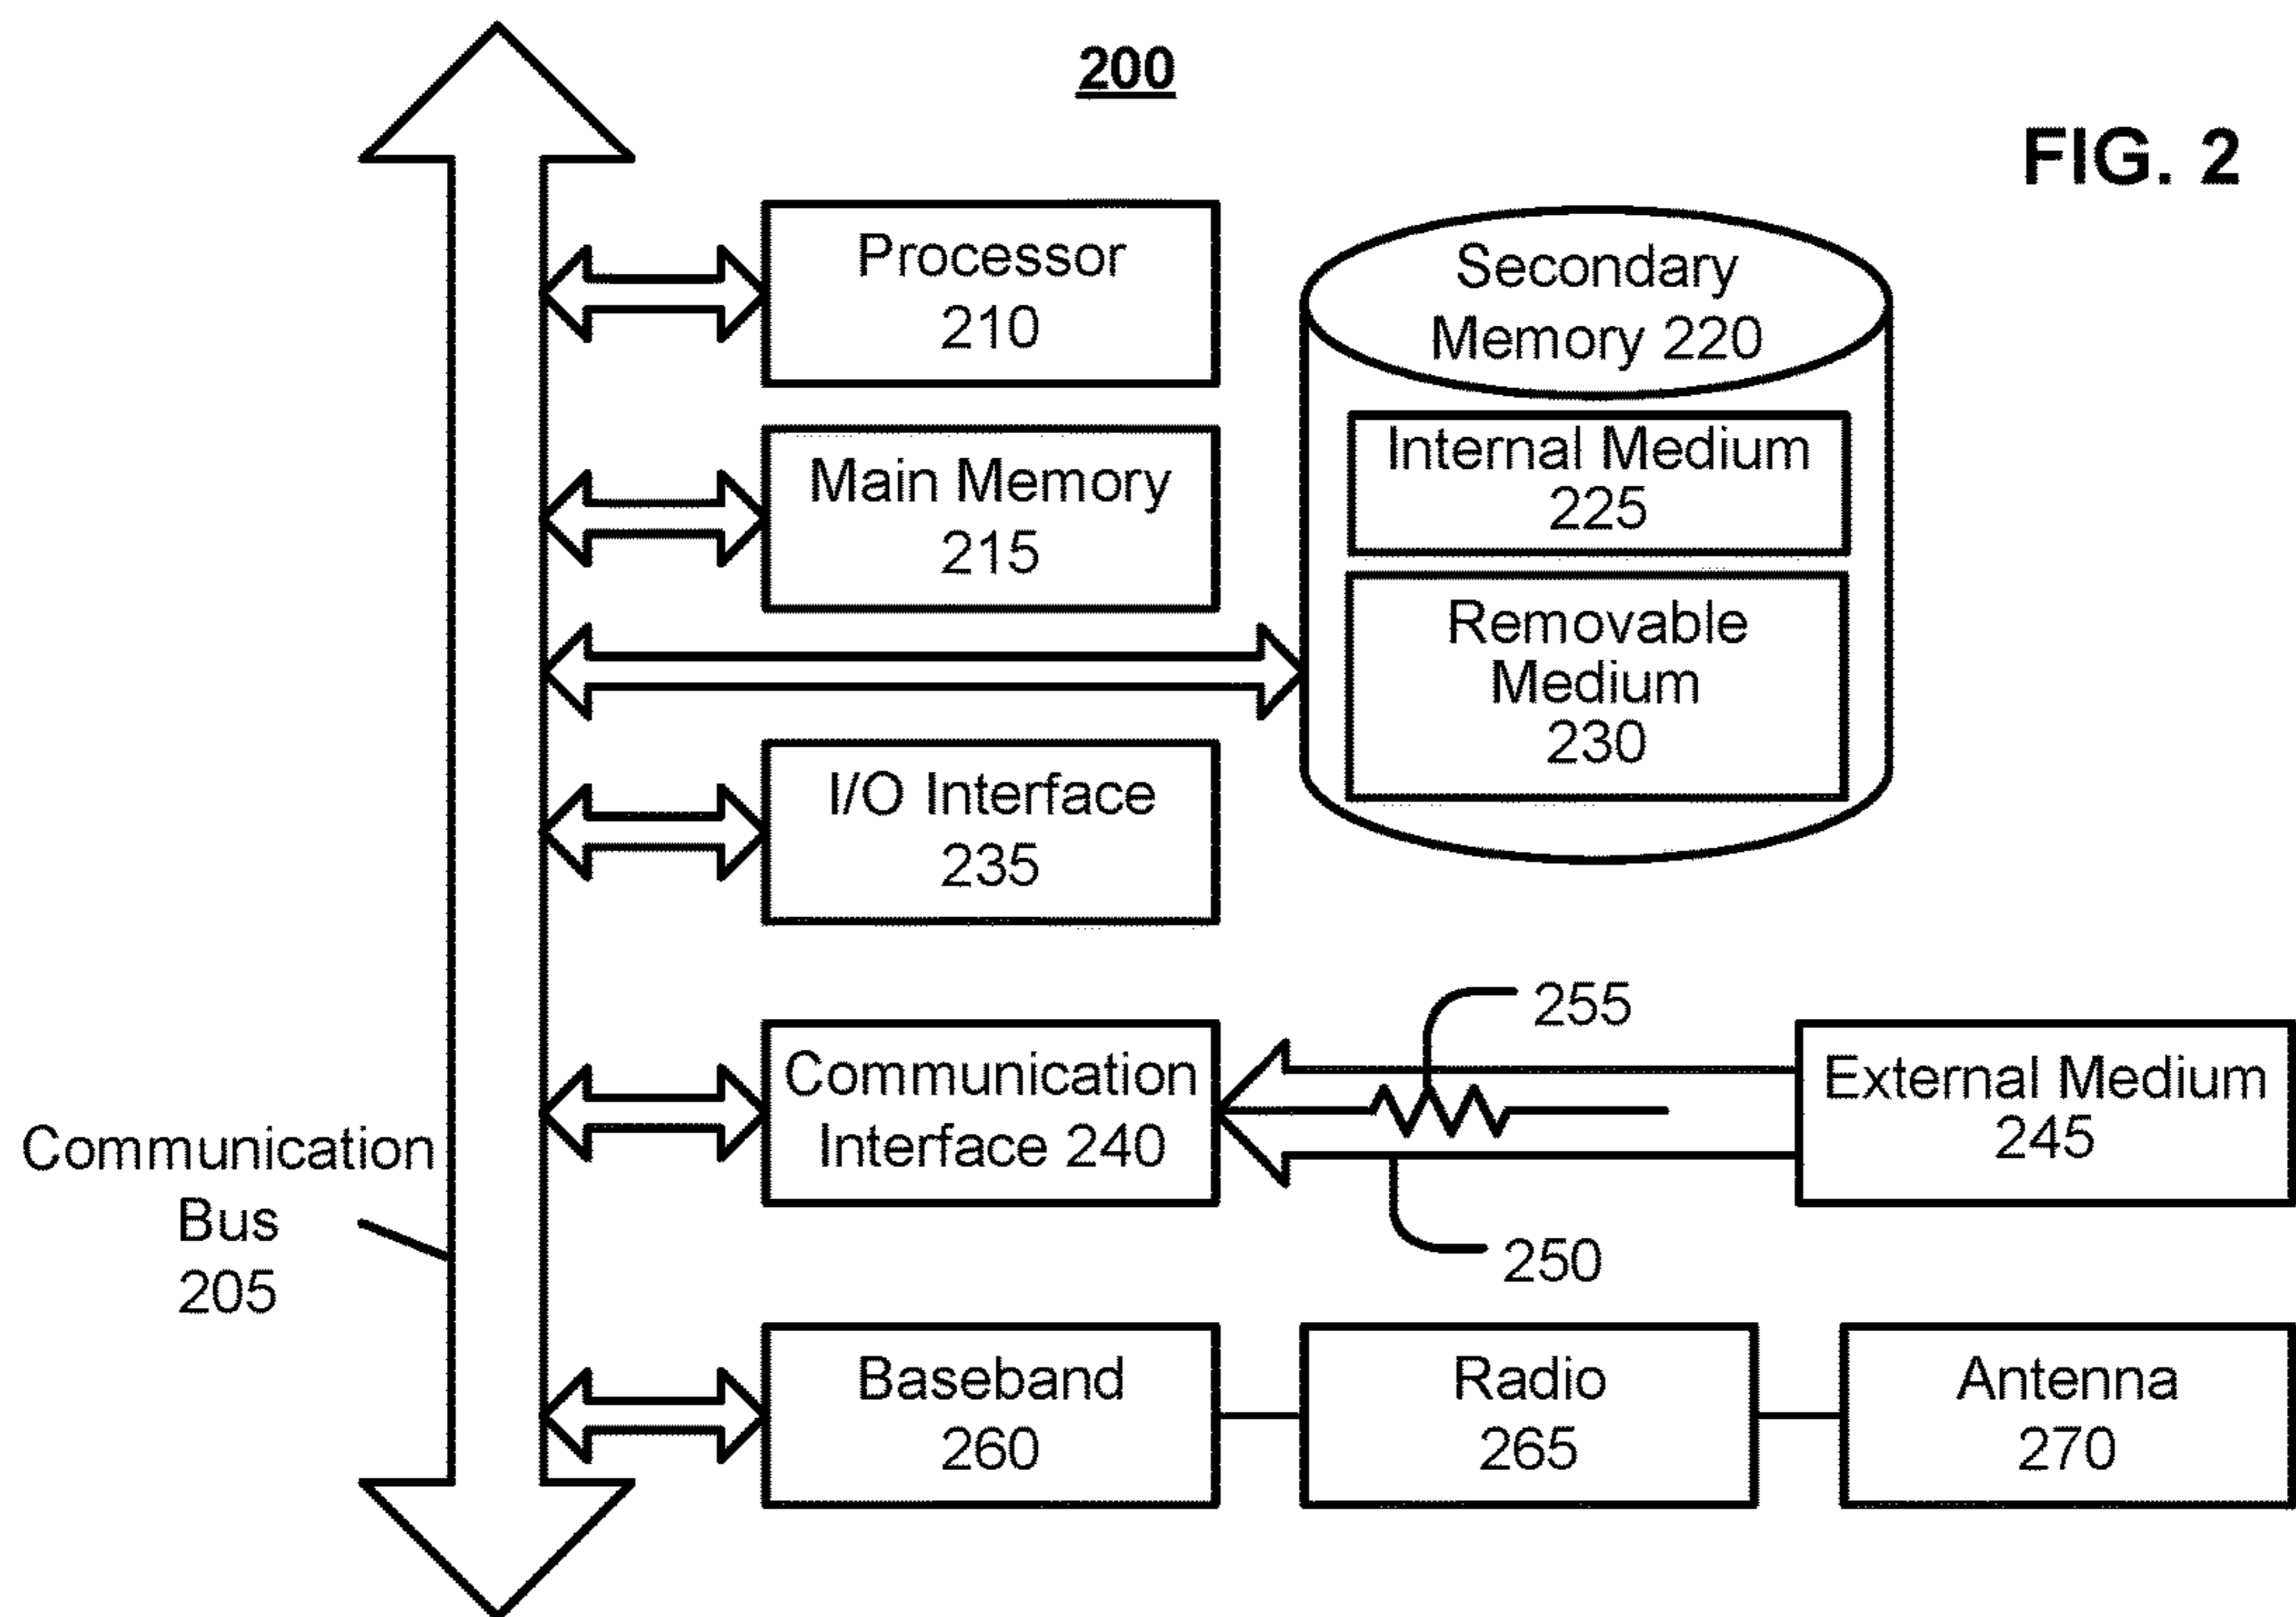 200
FIG. 2
Processor
210
Secondary
Memory 220
Main Memory
215
Internal Medium
225
Removable
Medium
230
I/O Interface
235
255
Communication
Interface 240
External Medium
245
250
Communication
Bus
205
Baseband
260
Radio
265
Antenna
270